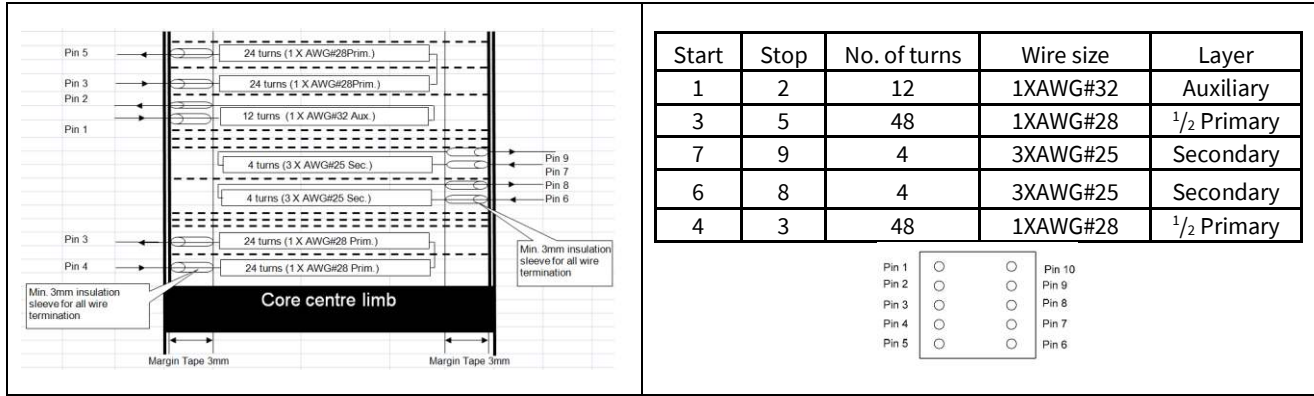 Pin 5
24 turns (1 X AWG#28Prim.)
Pin 3
24 turns (1 X AWG#28Prim.)
Pin 2
12 turns (1 X AWG#32 Aux.)
Pin 1
4 turns (3 X AWG#25 Sec.)
Pin 9
Pin 7
Pin 8
4 turns (3 X AWG#25 Sec.)
Pin 6
Pin 3
24 turns (1 X AWG#28 Prim.)
Pin 4
24 turns (1 X AWG#28 Prim.)
Min. 3mm insulation
sleeve for all wire
termination
Min. 3mm insulation
sleeve for all wire
termination
Core centre limb
Margin Tape 3mm
Margin Tape 3mm
Start Stop No. of turns Wire size Layer
1 2 12 1XAWG#32 Auxiliary
3 5 48 1XAWG#28 1/2 Primary
7 9 4 3XAWG#25 Secondary
6 8 4 3XAWG#25 Secondary
4 3 48 1XAWG#28 1/2 Primary
Pin 1 Pin 10
Pin 2 Pin 9
Pin 3 Pin 8
Pin 4 Pin 7
Pin 5 Pin 6